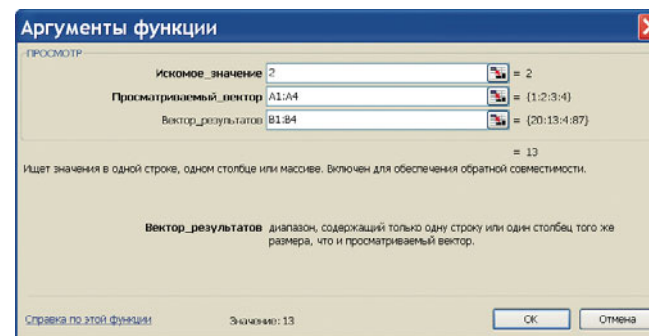 Аргументы функции
ПРОСМОТР
Искомое_значение 2 = 2
Просматриваемый_вектор A1:A4 = {1:2:3:4}
Вектор_результатов B1:B4 = {20:13:4:87}
= 13
Ищет значения в одной строке, одном столбце или массиве. Включен для обеспечения обратной совместимости.
Вектор_результатов диапазон, содержащий только одну строку или один столбец того же
размера, что и просматриваемый вектор.
Справка по этой функции Значение: 13 OK Отмена